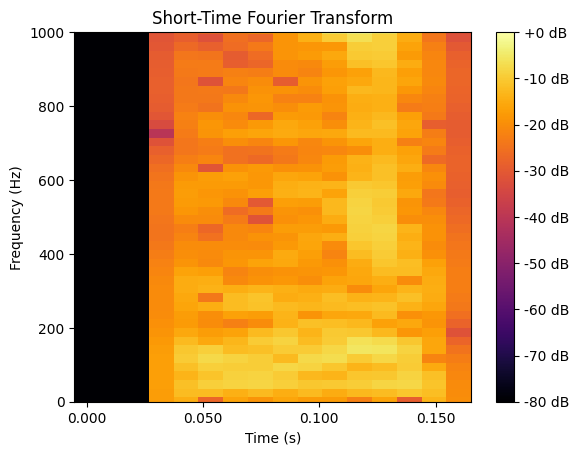 Short-Time Fourier Transform
1000
800
600
400
200
0
Frequency (Hz)
0.000
0.050
0.100
0.150
Time (s)
+0 dB
-10 dB
-20 dB
-30 dB
-40 dB
-50 dB
-60 dB
-70 dB
-80 dB